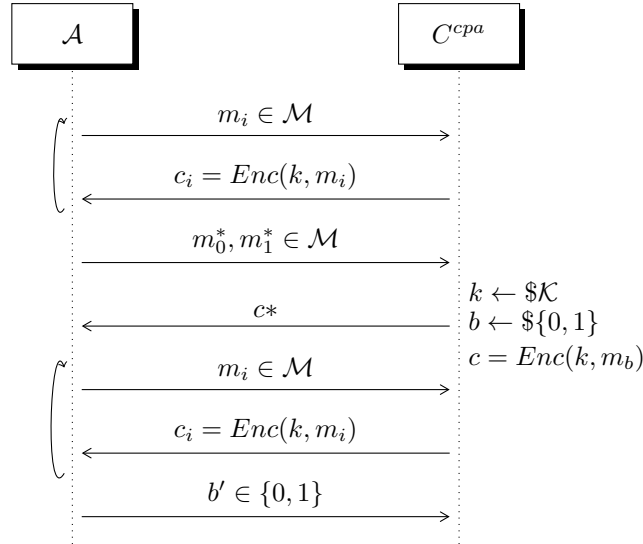 𝒜 C^{cpa}
m_i ∈ ℳ
c_i = Enc(k, m_i)
m_0^*, m_1^* ∈ ℳ
k ← $𝒦
c*
b ← ${0, 1}
c = Enc(k, m_b)
m_i ∈ ℳ
c_i = Enc(k, m_i)
b′ ∈ {0, 1}